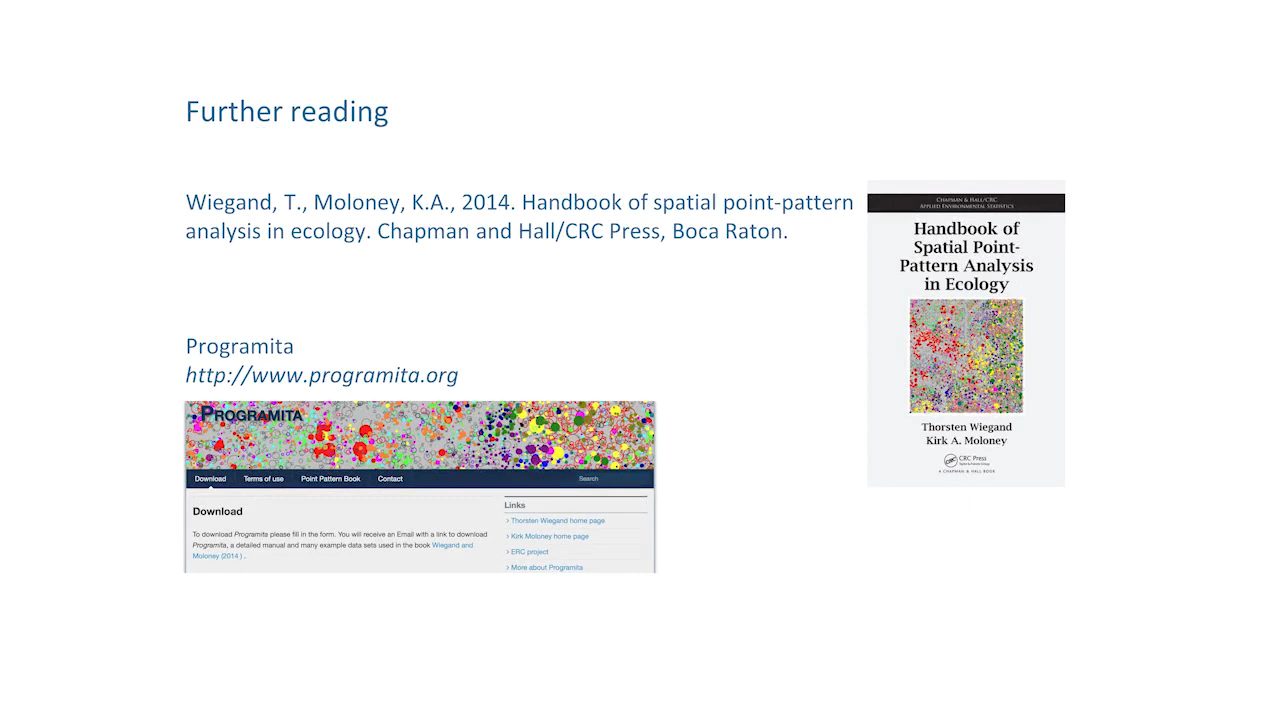 Further reading
Wiegand, T., Moloney, K.A., 2014. Handbook of spatial point-pattern
analysis in ecology. Chapman and Hall/CRC Press, Boca Raton.
Programita
http://www.programita.org
PROGRAMITA
Download Terms of use Point Pattern Book Contact Search
Download
To download Programita please fill in the form. You will receive an Email with a link to download
Programita, a detailed manual and many example data sets used in the book Wiegand and
Moloney (2014 ) .
Links
› Thorsten Wiegand home page
› Kirk Moloney home page
› ERC project
› More about Programita
CHAPMAN & HALL/CRC
APPLIED ENVIRONMENTAL STATISTICS
Handbook of
Spatial Point-
Pattern Analysis
in Ecology
Thorsten Wiegand
Kirk A. Moloney
CRC Press
Taylor & Francis Group
A CHAPMAN & HALL BOOK